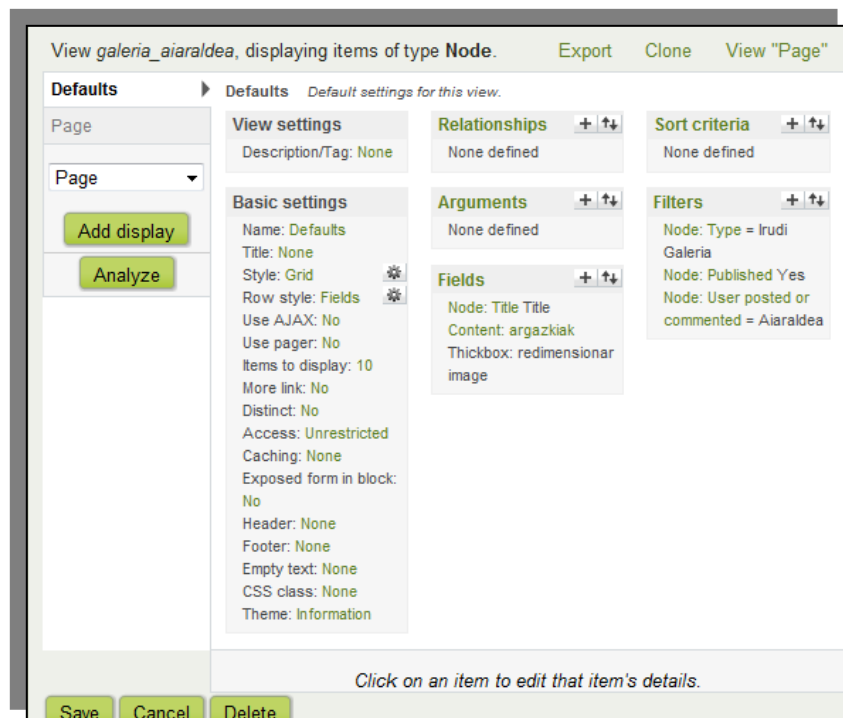 View galeria_aiaraldea, displaying items of type Node. Export Clone View "Page"
Defaults
Page
Page
Add display
Analyze
Defaults Default settings for this view.
View settings
Description/Tag: None
Basic settings
Name: Defaults
Title: None
Style: Grid
Row style: Fields
Use AJAX: No
Use pager: No
Items to display: 10
More link: No
Distinct: No
Access: Unrestricted
Caching: None
Exposed form in block:
No
Header: None
Footer: None
Empty text: None
CSS class: None
Theme: Information
Relationships
None defined
Arguments
None defined
Fields
Node: Title Title
Content: argazkiak
Thickbox: redimensionar
image
Sort criteria
None defined
Filters
Node: Type = Irudi
Galeria
Node: Published Yes
Node: User posted or
commented = Aiaraldea
Click on an item to edit that item's details.
Save Cancel Delete